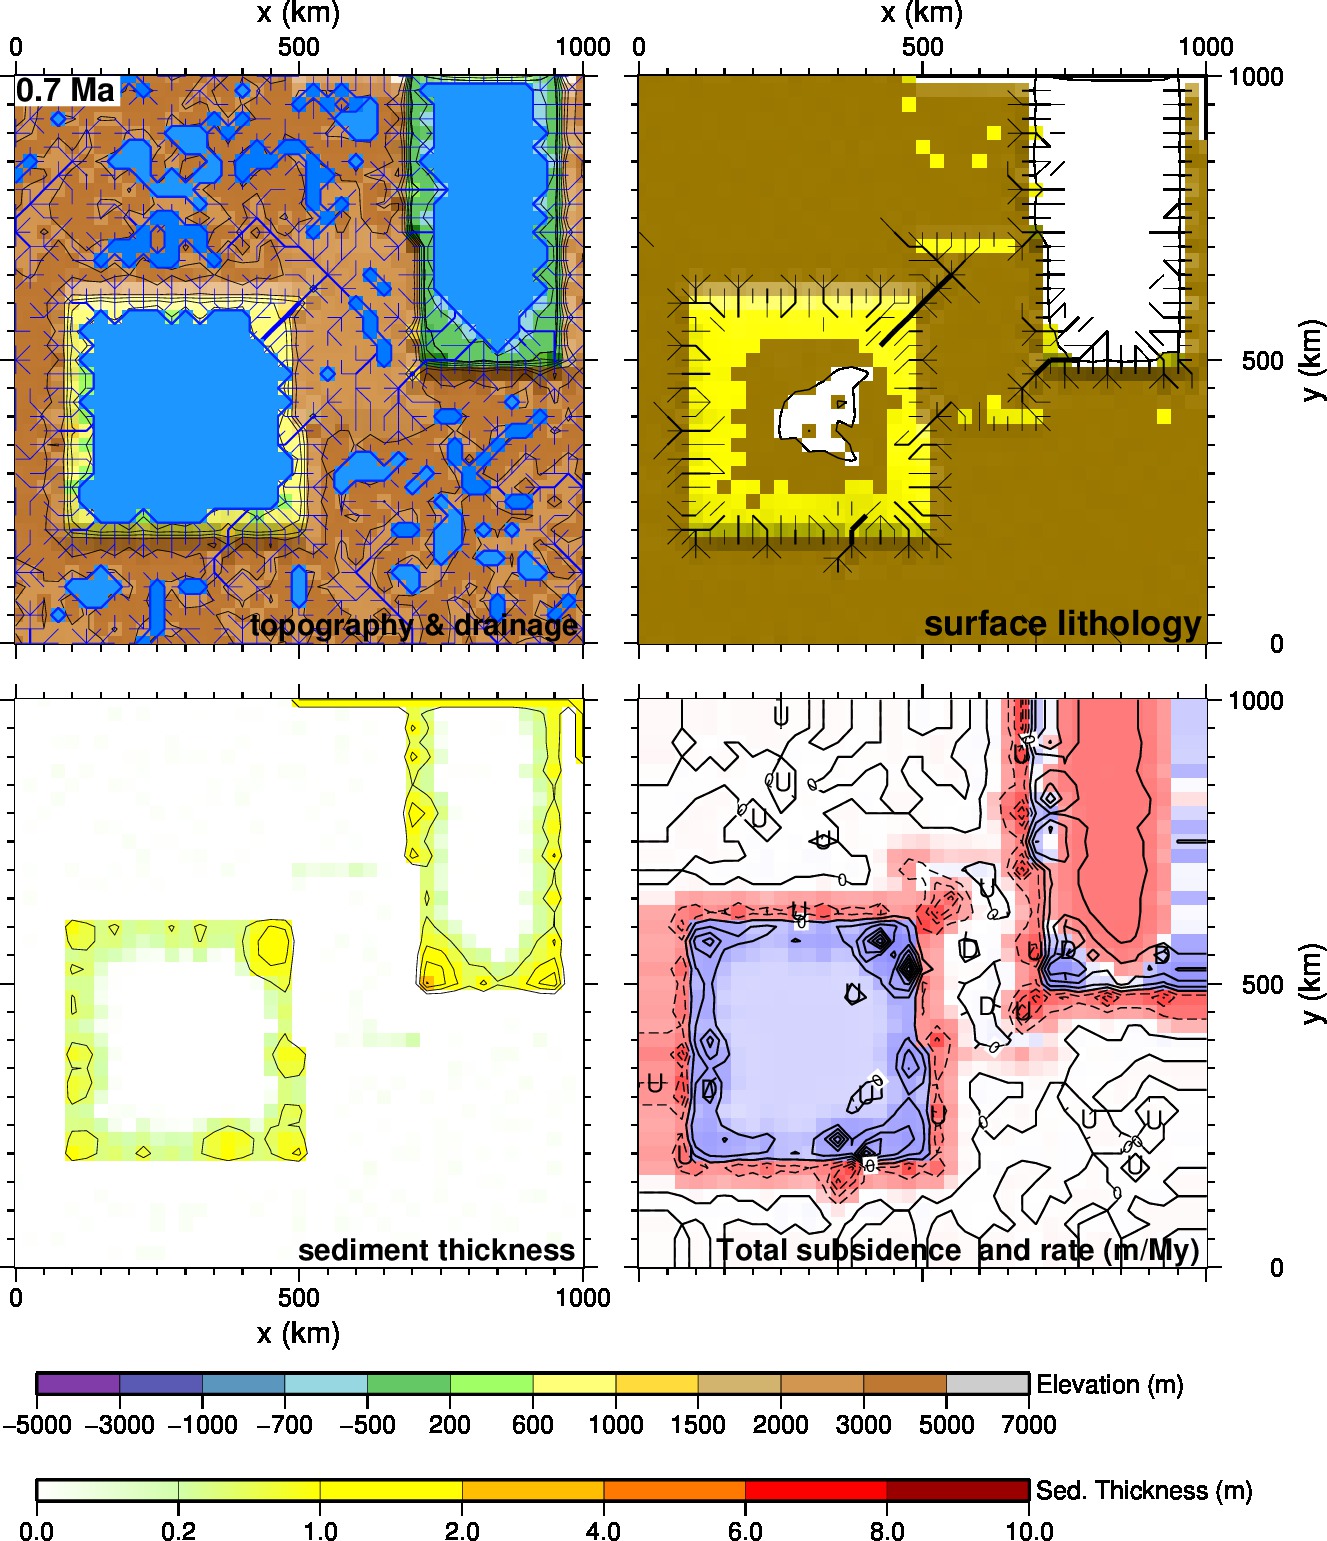 x (km) x (km)
0 500 1000 0 500 1000
0.7 Ma
1000
500
y (km)
topography & drainage
surface lithology
0
1000
U
U
U
U
U
U
U
D
B
500
y (km)
D
U
U
U
U
U
U
sediment thickness
Total subsidence and rate (m/My)
0
0 500 1000
x (km)
Elevation (m)
−5000 −3000 −1000 −700 −500 200 600 1000 1500 2000 3000 5000 7000
Sed. Thickness (m)
0.0 0.2 1.0 2.0 4.0 6.0 8.0 10.0